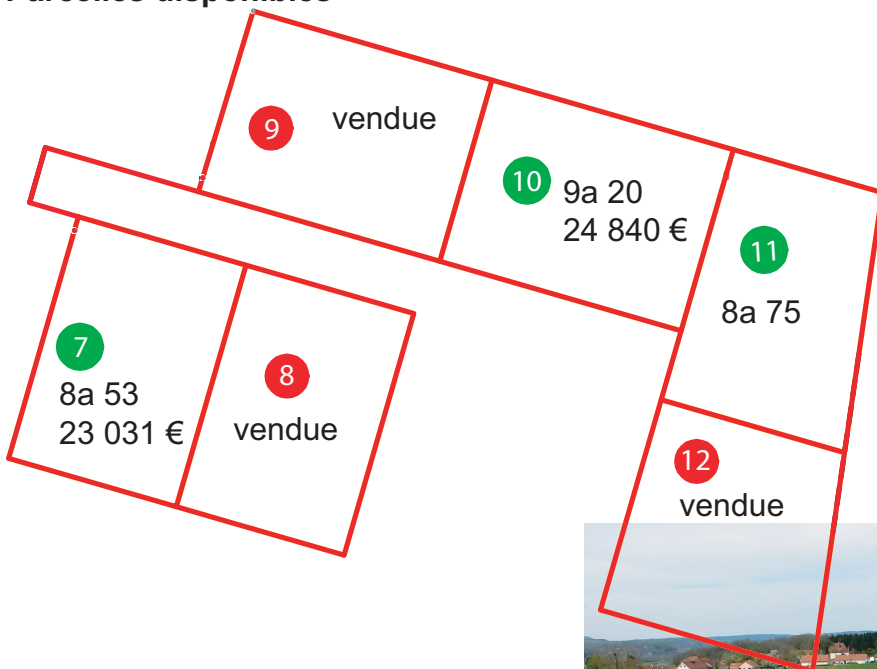 9
vendue
10
9a 20
24 840 €
11
8a 75
7
8a 53
23 031 €
8
vendue
12
vendue